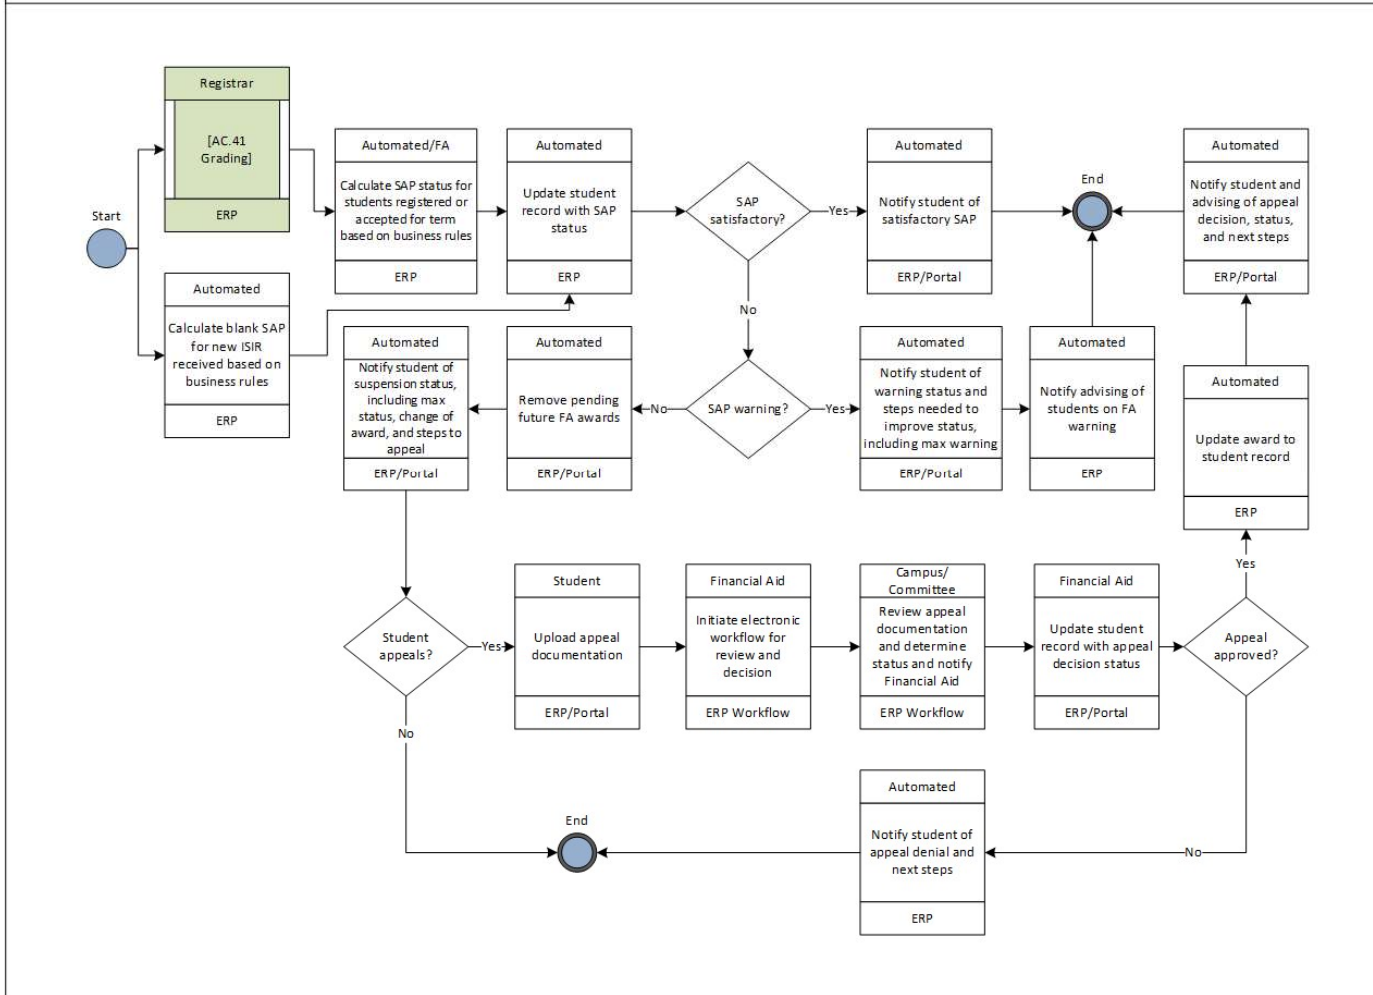 Registrar
[AC.41
Grading]
ERP
Start
Automated
Calculate blank SAP
for new ISIR
received based on
business rules
ERP
Automated/FA
Calculate SAP status for
students registered or
accepted for term
based on business rules
ERP
Automated
Update student
record with SAP
status
ERP
SAP
satisfactory?
Yes
Automated
Notify student of
satisfactory SAP
ERP/Portal
End
Automated
Notify student and
advising of appeal
decision, status,
and next steps
ERP/Portal
No
SAP warning?
Yes
Automated
Notify student of
warning status and
steps needed to
improve status,
including max warning
ERP/Portal
Automated
Notify advising of
students on FA
warning
ERP
No
Automated
Remove pending
future FA awards
ERP/Portal
Automated
Notify student of
suspension status,
including max
status, change of
award, and steps to
appeal
ERP/Portal
Student
appeals?
Yes
Student
Upload appeal
documentation
ERP/Portal
Financial Aid
Initiate electronic
workflow for
review and
decision
ERP Workflow
Campus/
Committee
Review appeal
documentation
and determine
status and notify
Financial Aid
ERP Workflow
Financial Aid
Update student
record with appeal
decision status
ERP/Portal
Appeal
approved?
Yes
Automated
Update award to
student record
ERP
No
Automated
Notify student of
appeal denial and
next steps
ERP
No
End